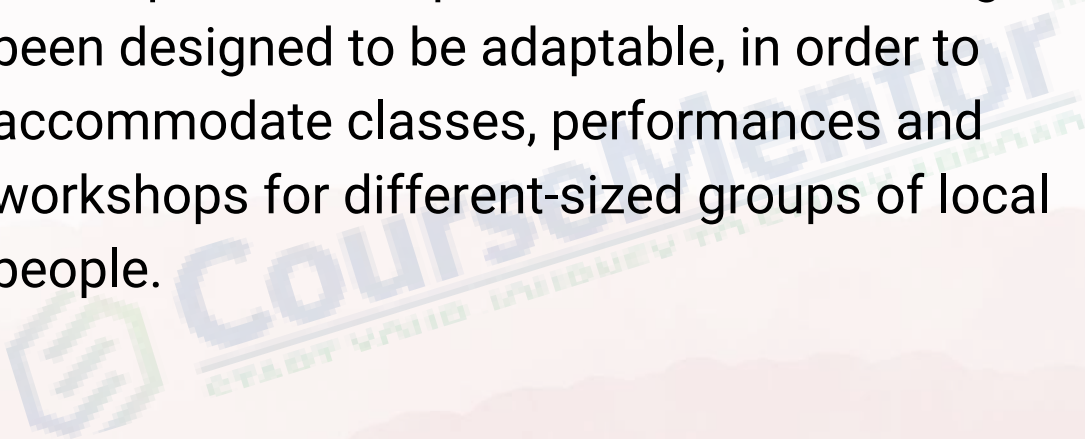 been designed to be adaptable, in order to
accommodate classes, performances and
workshops for different-sized groups of local
people.
CourseMentor